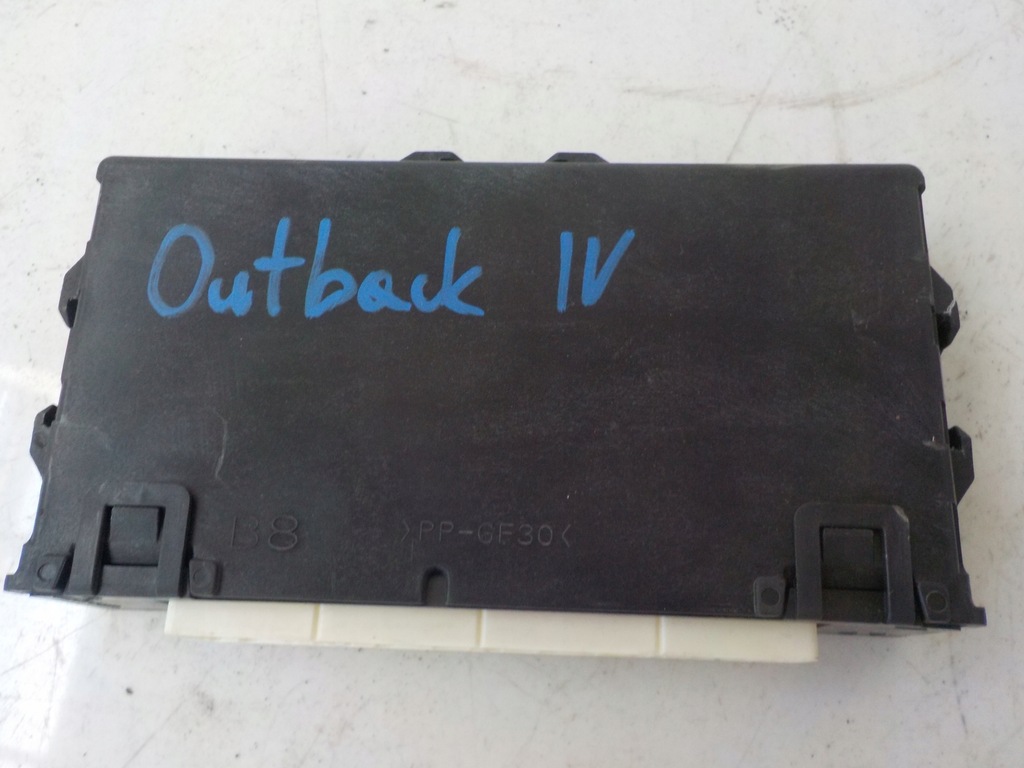 Outback IV
B8 >PP-GF30<